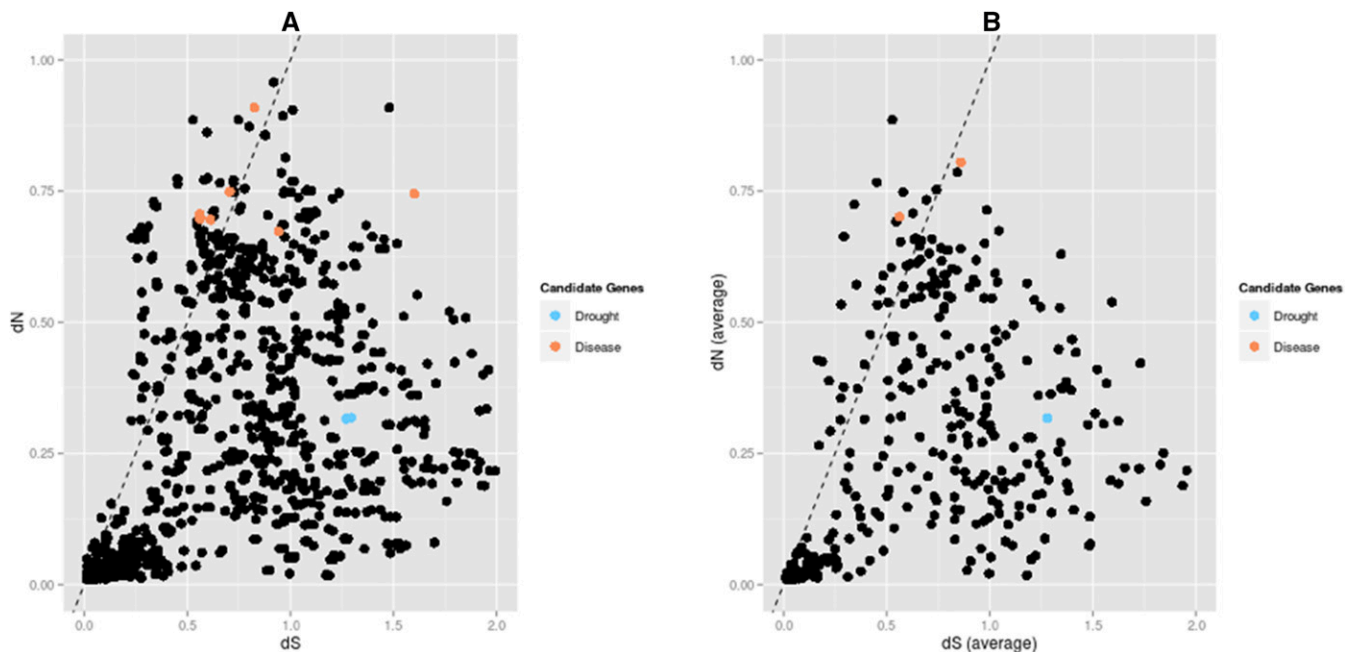 A
1.00
0.75
0.50
0.25
0.00
dN
0.0 0.5 1.0 1.5 2.0
dS
Candidate Genes
Drought
Disease
B
1.00
0.75
0.50
0.25
0.00
dN (average)
0.0 0.5 1.0 1.5 2.0
dS (average)
Candidate Genes
Drought
Disease